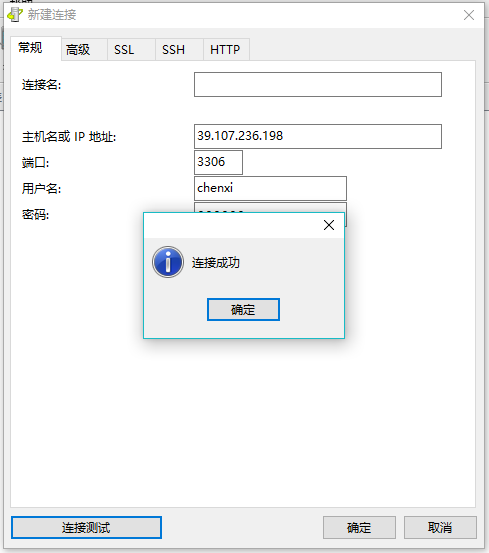 新建连接
常规
高级
SSL
SSH
HTTP
连接名:
主机名或 IP 地址:
39.107.236.198
端口:
3306
用户名:
chenxi
密码:
连接成功
确定
连接测试
确定
取消